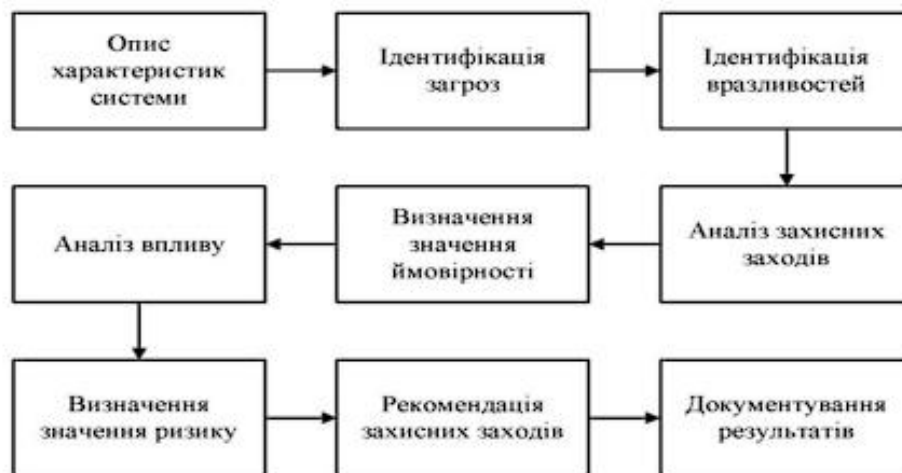 Опис
характеристик
системи
Ідентифікація
загроз
Ідентифікація
вразливостей
Аналіз захисних
заходів
Визначення
значення
ймовірності
Аналіз впливу
Визначення
значення ризику
Рекомендація
захисних заходів
Документування
результатів